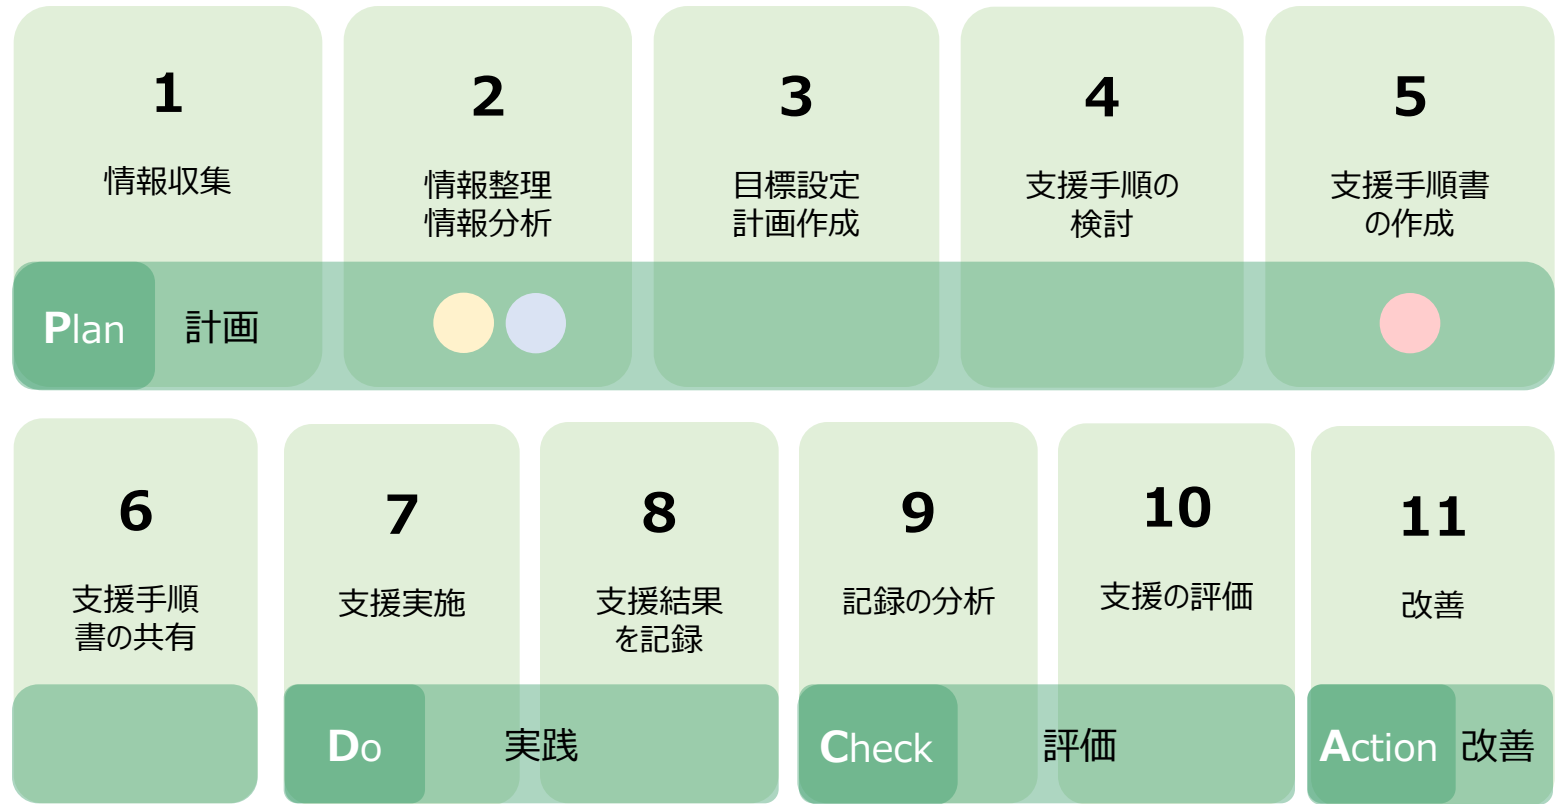 1
情報収集
2
情報整理
情報分析
3
目標設定
計画作成
4
支援手順の
検討
5
支援手順書
の作成
Plan 計画
6
支援手順
書の共有
7
支援実施
8
支援結果
を記録
9
記録の分析
10
支援の評価
11
改善
Do 実践
Check 評価
Action 改善